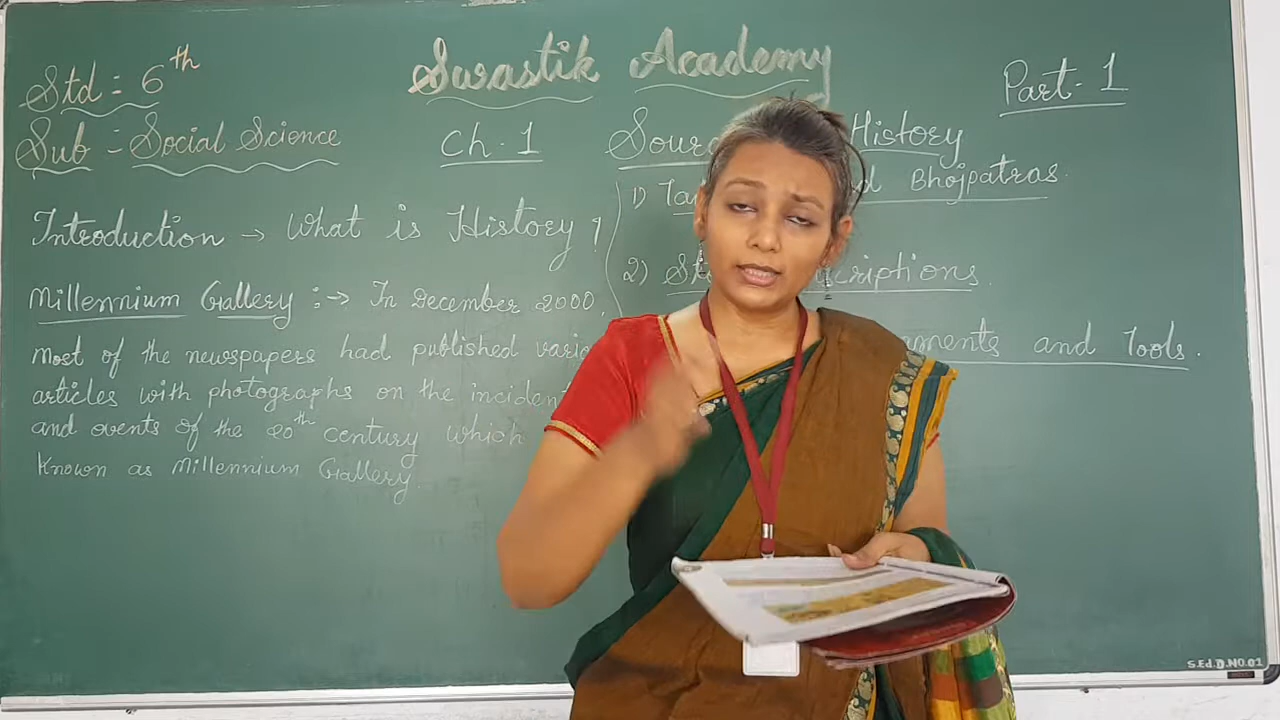 Std = 6th
Swastik Academy
Part-1
Sub = Social Science
Ch. 1
History
1)
Bhojpatras.
Introduction → What is History ?
2)
Millennium Gallery :→ In December 2000,
Most of the newspapers had published
and Tools.
articles with photographs on the
and events of the 20th century which
known as Millennium Gallery.
S.Ed.D.NO.01